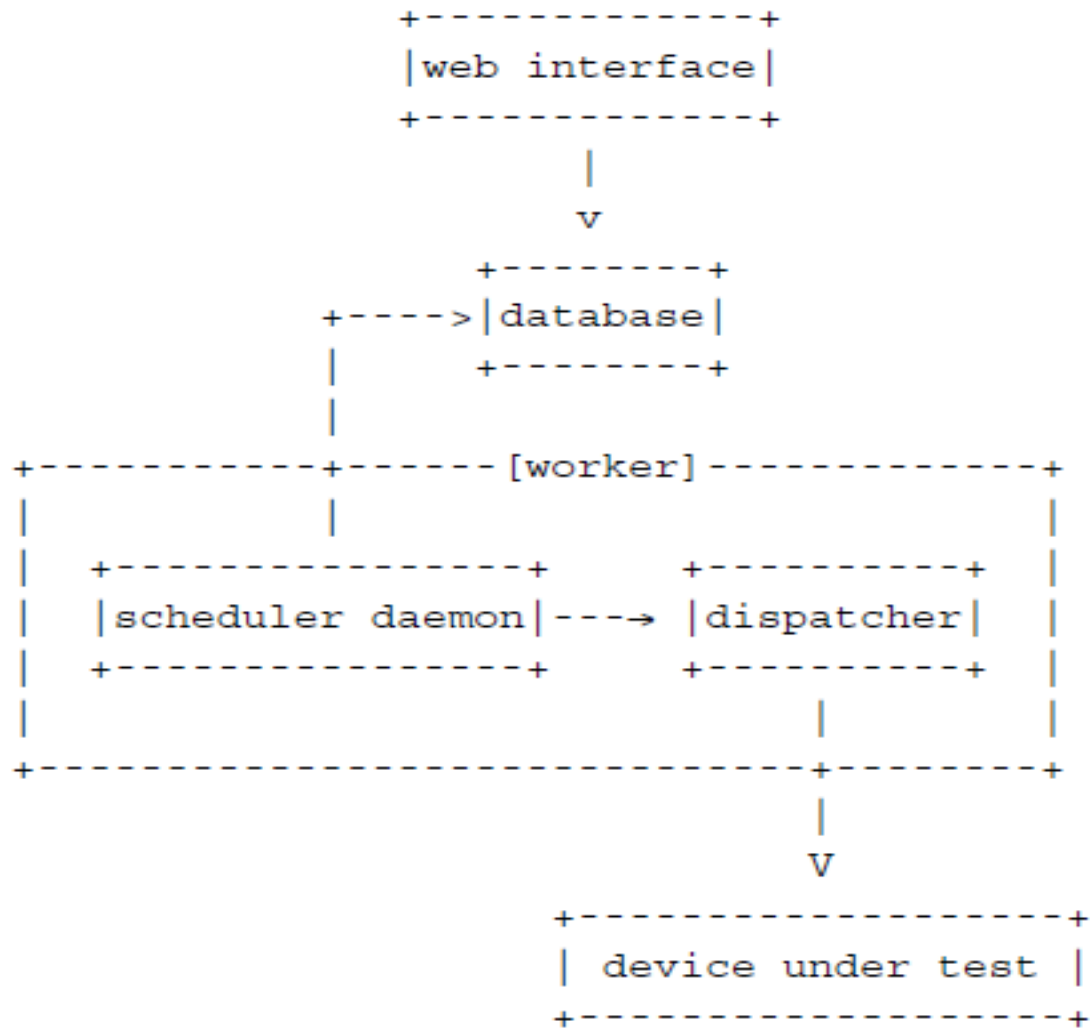 +-------------+
|web interface|
+-------------+
|
v
+--------+
+---->|database|
| +--------+
|
+-----------+------[worker]-------------+
| | |
| +-----------------+ +----------+ |
| |scheduler daemon|---→ |dispatcher| |
| +-----------------+ +----------+ |
| | |
+------------------------------+--------+
|
V
+--------------------+
| device under test |
+--------------------+